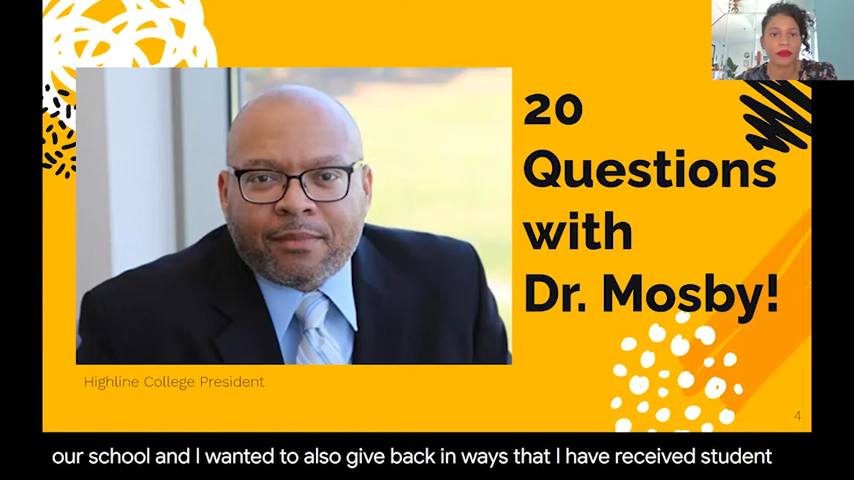 20
Questions
with
Dr. Mosby!
Highline College President
4
our school and I wanted to also give back in ways that I have received student